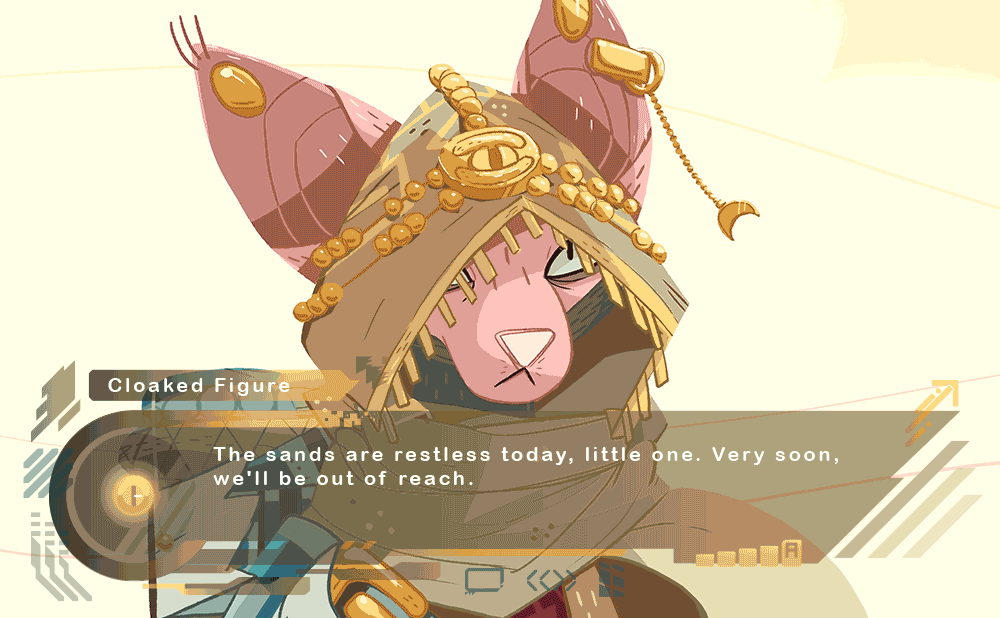 Cloaked Figure
The sands are restless today, little one. Very soon,
we'll be out of reach.